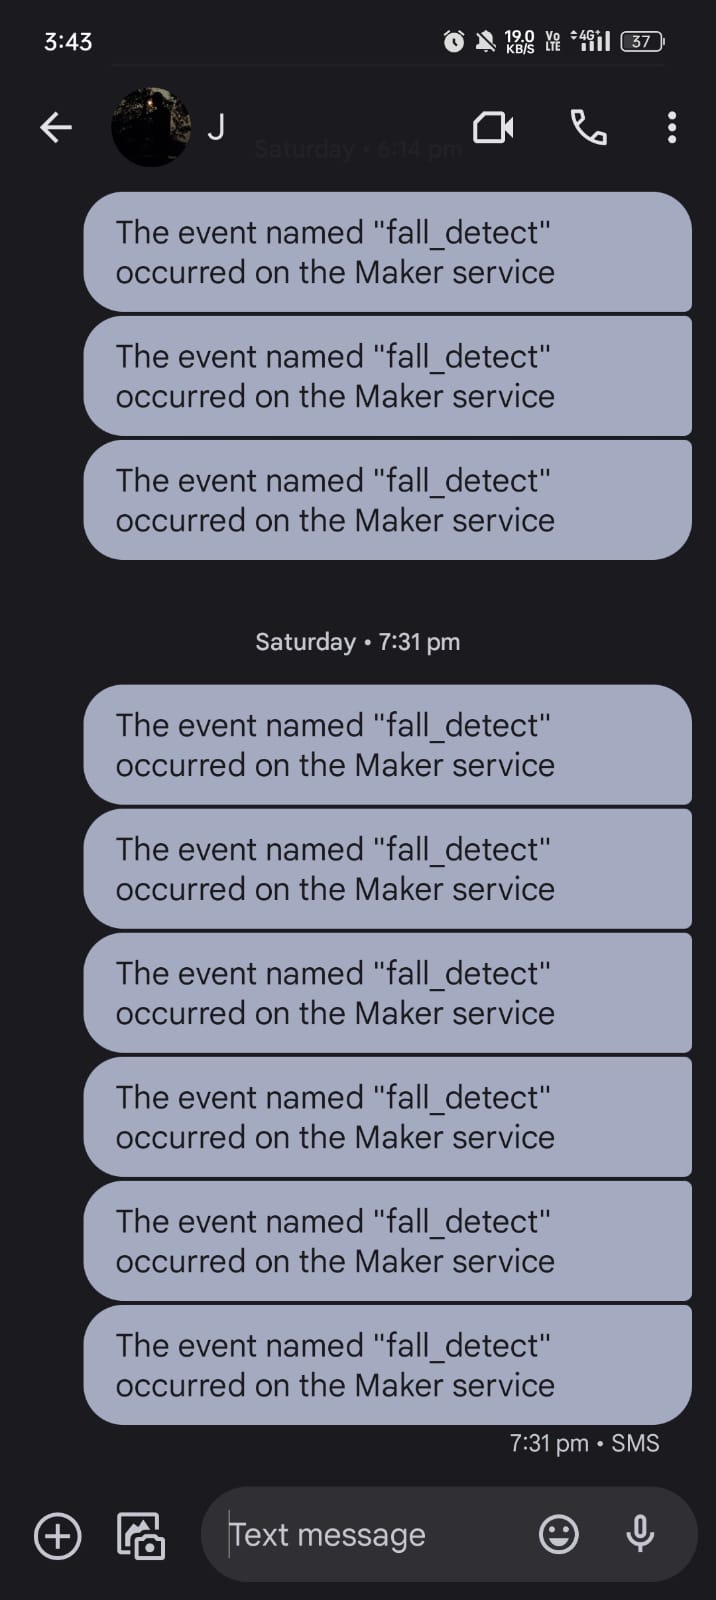 3:43
19.0
KB/S
Vo
LTE
4G+
37
J
Saturday • 6:14 pm
The event named "fall_detect"
occurred on the Maker service
The event named "fall_detect"
occurred on the Maker service
The event named "fall_detect"
occurred on the Maker service
Saturday • 7:31 pm
The event named "fall_detect"
occurred on the Maker service
The event named "fall_detect"
occurred on the Maker service
The event named "fall_detect"
occurred on the Maker service
The event named "fall_detect"
occurred on the Maker service
The event named "fall_detect"
occurred on the Maker service
The event named "fall_detect"
occurred on the Maker service
7:31 pm • SMS
Text message